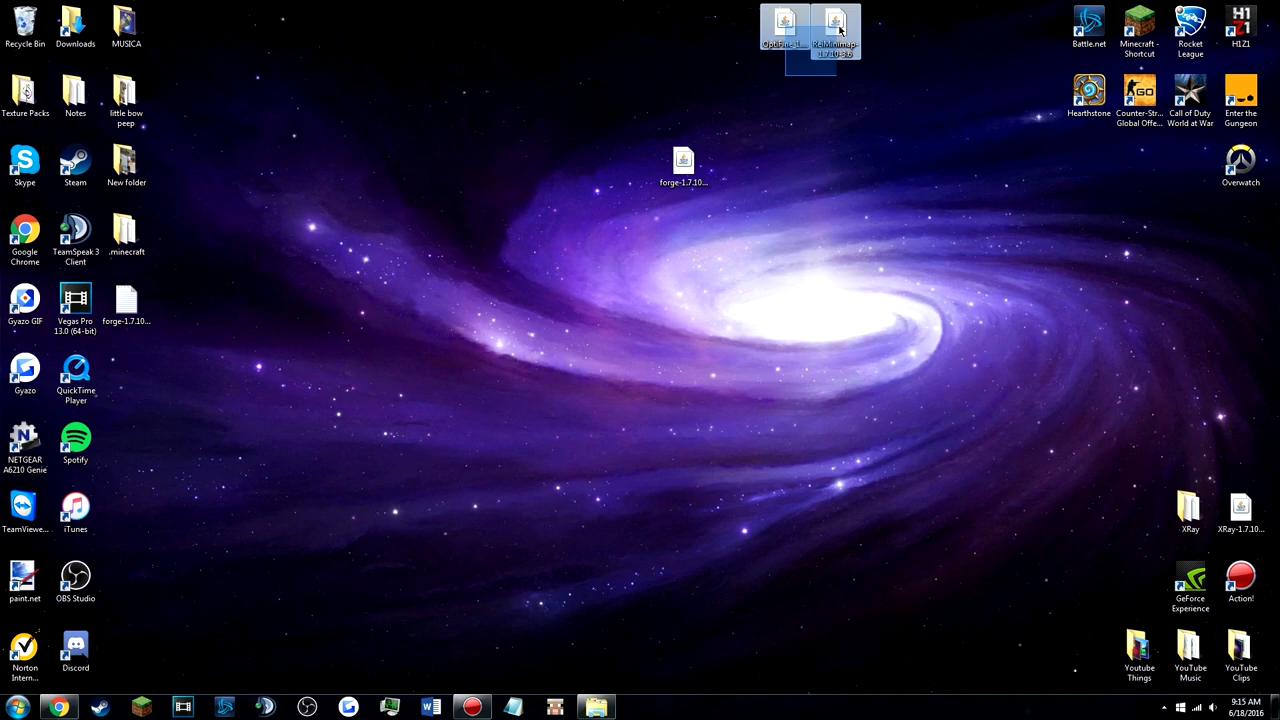 Recycle Bin
Downloads
MUSICA
OptiFine_1....
ReiMinimap-
1.7.10-3.6
Battle.net
Minecraft -
Shortcut
Rocket
League
H1Z1
Texture Packs
Notes
little bow
peep
Hearthstone
Counter-Str...
Global Offe...
Call of Duty
World at War
Enter the
Gungeon
Skype
Steam
New folder
forge-1.7.10...
Overwatch
Google
Chrome
TeamSpeak 3
Client
.minecraft
Gyazo GIF
Vegas Pro
13.0 (64-bit)
forge-1.7.10...
Gyazo
QuickTime
Player
NETGEAR
A6210 Genie
Spotify
TeamViewe...
iTunes
XRay
XRay-1.7.10...
paint.net
OBS Studio
GeForce
Experience
Action!
Norton
Intern...
Discord
Youtube
Things
YouTube
Music
YouTube
Clips
9:15 AM
6/18/2016